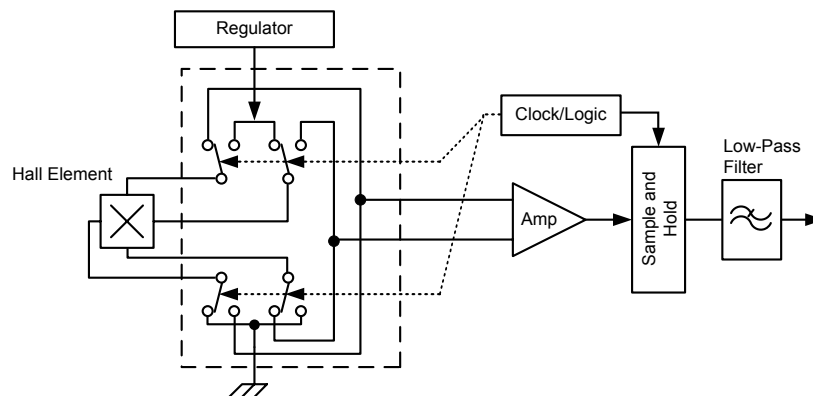 Regulator
Clock/Logic
Low-Pass
Filter
Hall Element
Amp
Sample and
Hold